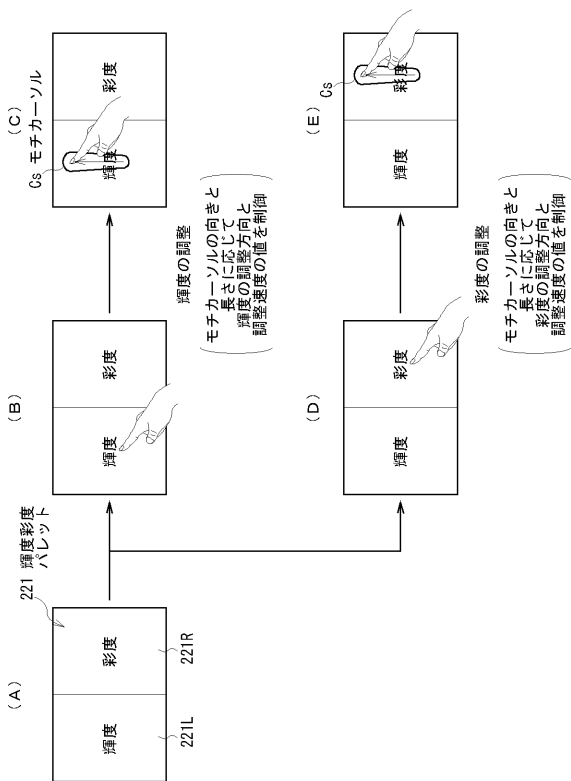 (A)
221 輝度彩度
パレット
輝度
彩度
221L
221R
(B)
輝度
彩度
(C)
Cs モチカーソル
輝度
彩度
輝度の調整
モチカーソルの向きと
長さに応じて
輝度の調整方向と
調整速度の値を制御
(D)
輝度
彩度
(E)
Cs
輝度
彩度
彩度の調整
モチカーソルの向きと
長さに応じて
彩度の調整方向と
調整速度の値を制御